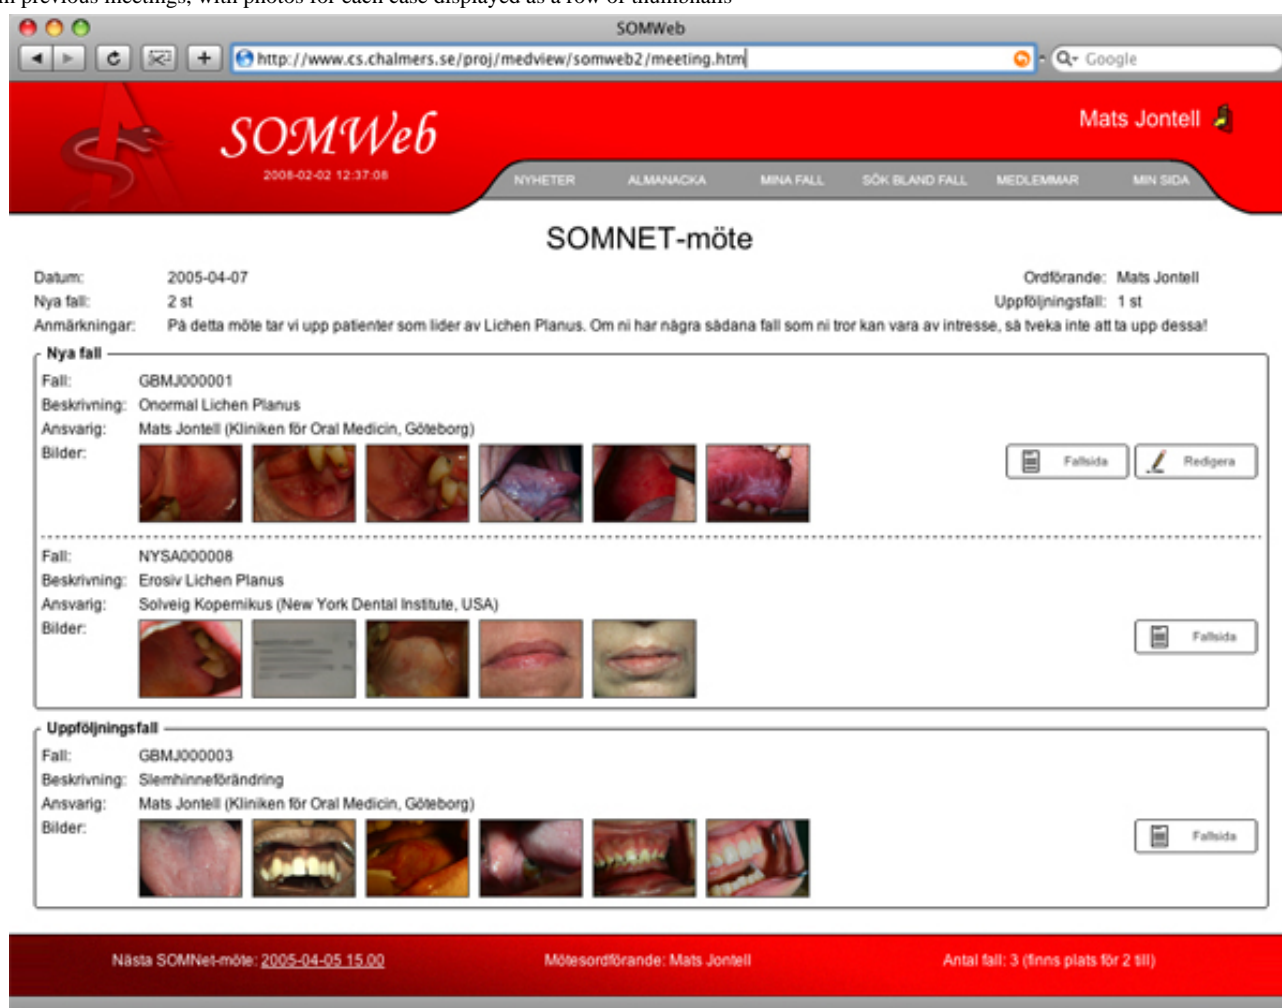 previous meetings, with photos for each case displayed as a row of thumbnails
SOMWeb
http://www.cs.chalmers.se/proj/medview/somweb2/meeting.htm
Google
SOMWeb
2008-02-02 12:37:08
Mats Jontell
NYHETER ALMANACKA MINA FALL SÖK BLAND FALL MEDLEMMAR MIN SIDA
SOMNET-möte
Datum: 2005-04-07 Ordförande: Mats Jontell
Nya fall: 2 st Uppföljningsfall: 1 st
Anmärkningar: På detta möte tar vi upp patienter som lider av Lichen Planus. Om ni har några sådana fall som ni tror kan vara av intresse, så tveka inte att ta upp dessa!
Nya fall
Fall: GBMJ000001
Beskrivning: Onormal Lichen Planus
Ansvarig: Mats Jontell (Kliniken för Oral Medicin, Göteborg)
Bilder: Fallsida Redigera
Fall: NYSA000008
Beskrivning: Erosiv Lichen Planus
Ansvarig: Solveig Kopernikus (New York Dental Institute, USA)
Bilder: Fallsida
Uppföljningsfall
Fall: GBMJ000003
Beskrivning: Slemhinneförändring
Ansvarig: Mats Jontell (Kliniken för Oral Medicin, Göteborg)
Bilder: Fallsida
Nästa SOMNet-möte: 2005-04-05 15.00 Mötesordförande: Mats Jontell Antal fall: 3 (finns plats för 2 till)